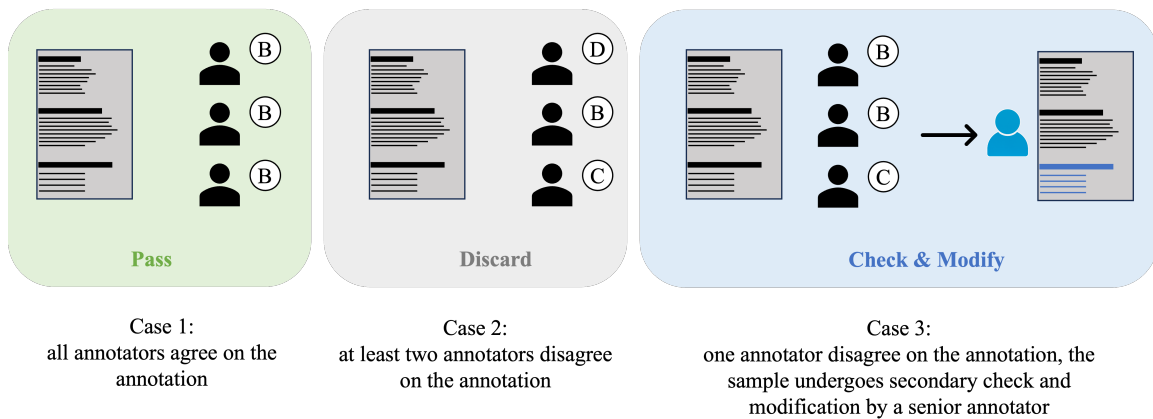 B
B
B
Pass
D
B
C
Discard
B
B
C
Check & Modify
Case 1:
all annotators agree on the
annotation
Case 2:
at least two annotators disagree
on the annotation
Case 3:
one annotator disagree on the annotation, the
sample undergoes secondary check and
modification by a senior annotator